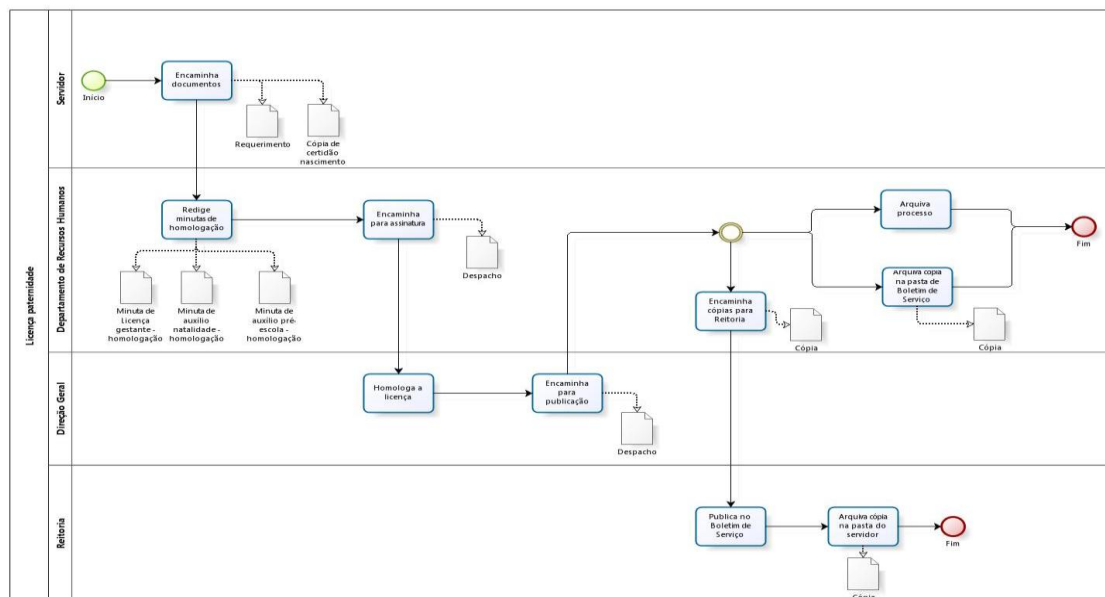 Licença paternidade
Servidor
Início
Encaminha
documentos
Requerimento
Cópia de
certidão
nascimento
Departamento de Recursos Humanos
Redige
minutas de
homologação
Minuta de
Licença
gestante -
homologação
Minuta de
auxílio
natalidade -
homologação
Minuta de
auxílio pré-
escola -
homologação
Encaminha
para assinatura
Despacho
Encaminha
cópias para
Reitoria
Cópia
Arquiva
processo
Arquiva cópia
na pasta de
Boletim de
Serviço
Cópia
Fim
Direção Geral
Homologa a
licença
Encaminha
para
publicação
Despacho
Reitoria
Publica no
Boletim de
Serviço
Arquiva cópia
na pasta do
servidor
Cópia
Fim